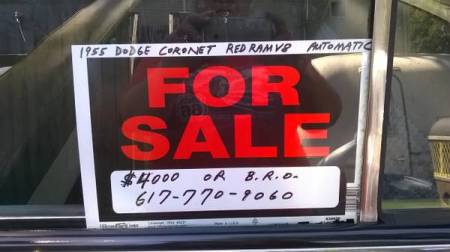 1955 DODGE CORONET RED RAM V8 AUTOMATIC
FOR
SALE
$4000 OR B.R.O.
617-770-9060